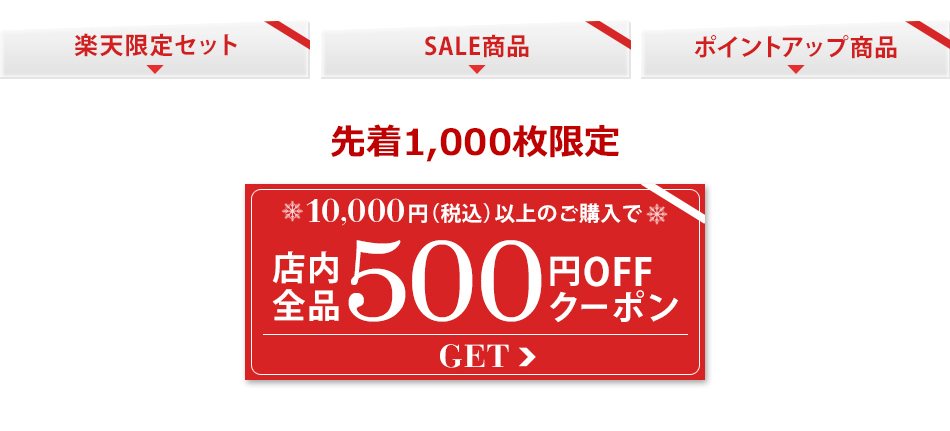 楽天限定セット
SALE商品
ポイントアップ商品
先着1,000枚限定
10,000円(税込)以上のご購入で
店内全品500円OFFクーポン
GET